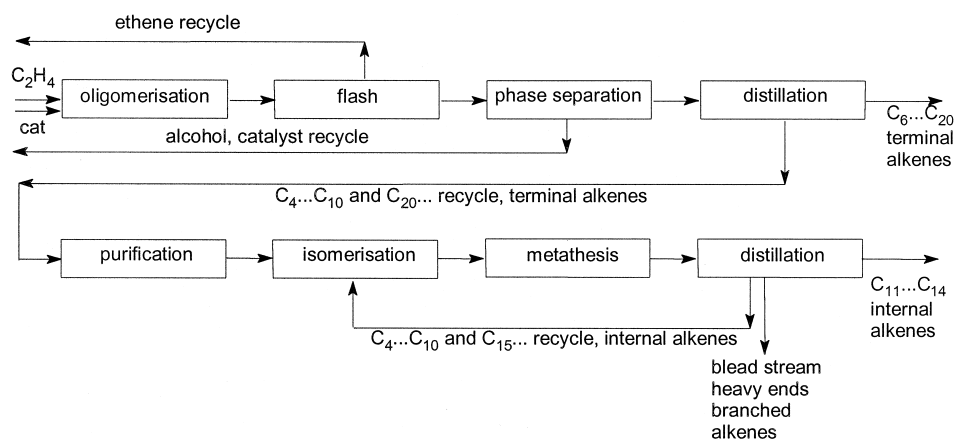 ethene recycle
C2H4
cat
oligomerisation
flash
phase separation
distillation
C6...C20
terminal
alkenes
alcohol, catalyst recycle
C4...C10 and C20... recycle, terminal alkenes
purification
isomerisation
metathesis
distillation
C11...C14
internal
alkenes
C4...C10 and C15... recycle, internal alkenes
blead stream
heavy ends
branched
alkenes